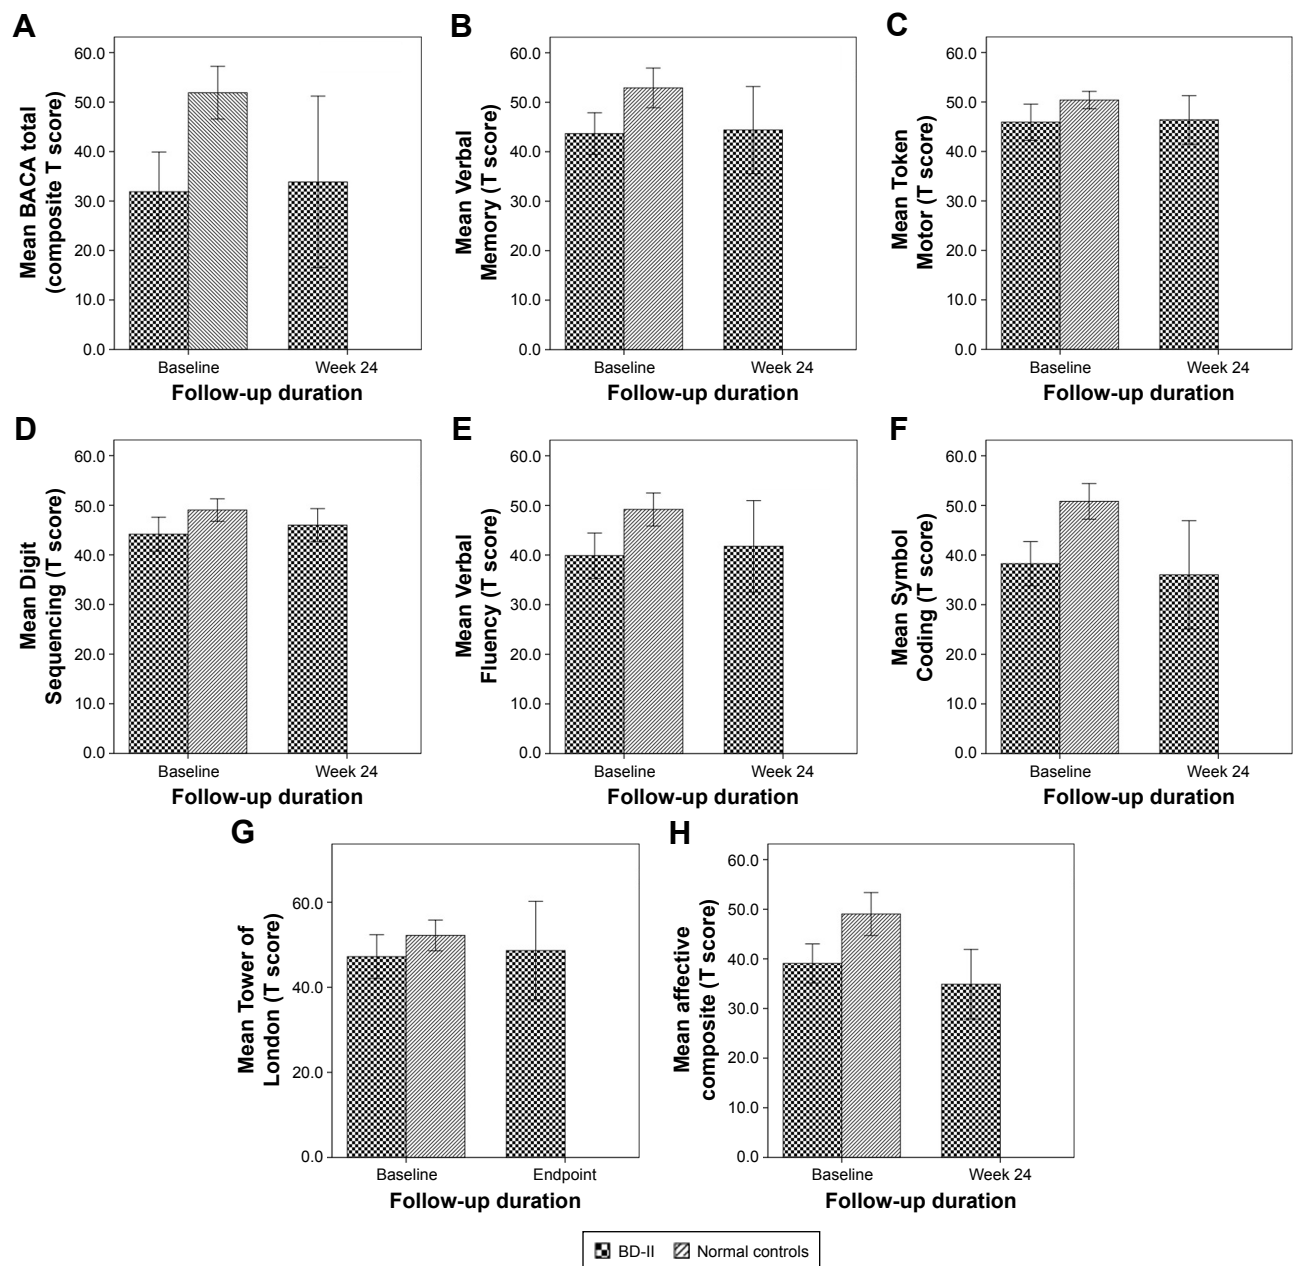 A
Mean BACA total
(composite T score)
60.0
50.0
40.0
30.0
20.0
10.0
0.0
Baseline
Week 24
Follow-up duration
B
Mean Verbal
Memory (T score)
60.0
50.0
40.0
30.0
20.0
10.0
0.0
Baseline
Week 24
Follow-up duration
C
Mean Token
Motor (T score)
60.0
50.0
40.0
30.0
20.0
10.0
0.0
Baseline
Week 24
Follow-up duration
D
Mean Digit
Sequencing (T score)
60.0
50.0
40.0
30.0
20.0
10.0
0.0
Baseline
Week 24
Follow-up duration
E
Mean Verbal
Fluency (T score)
60.0
50.0
40.0
30.0
20.0
10.0
0.0
Baseline
Week 24
Follow-up duration
F
Mean Symbol
Coding (T score)
60.0
50.0
40.0
30.0
20.0
10.0
0.0
Baseline
Week 24
Follow-up duration
G
Mean Tower of
London (T score)
60.0
40.0
20.0
0.0
Baseline
Endpoint
Follow-up duration
H
Mean affective
composite (T score)
60.0
50.0
40.0
30.0
20.0
10.0
0.0
Baseline
Week 24
Follow-up duration
BD-II
Normal controls